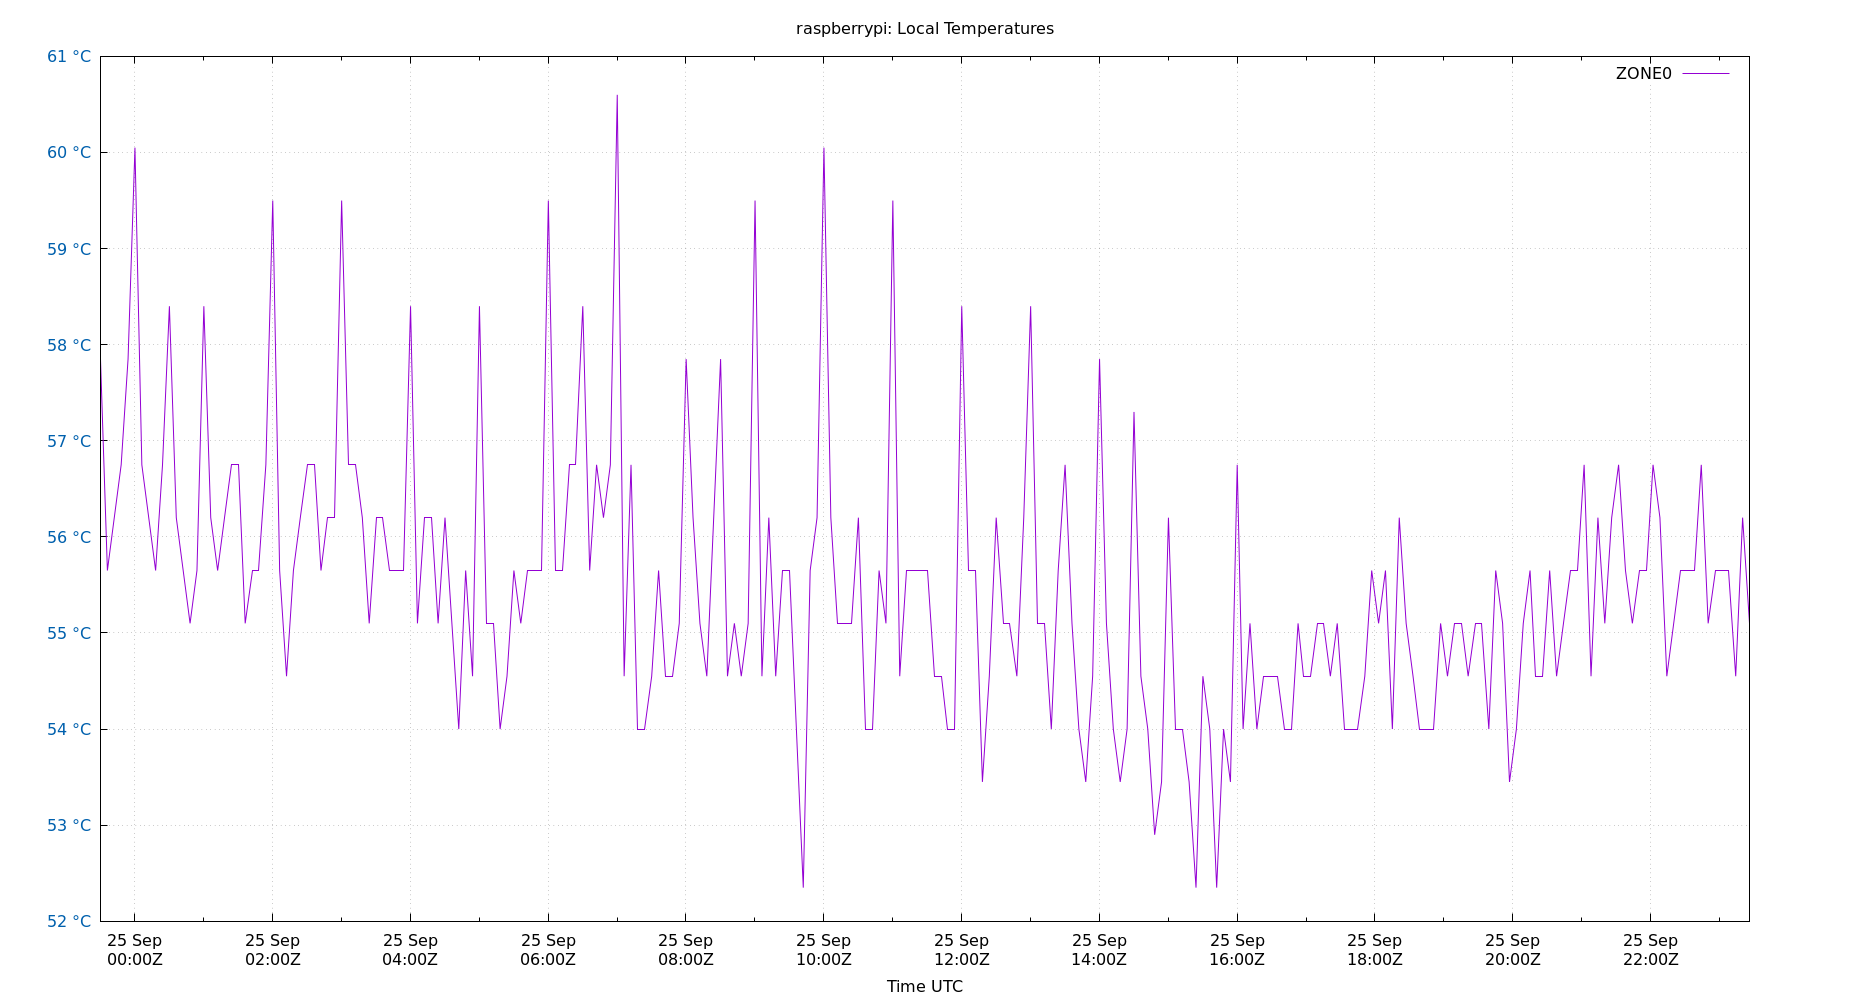 raspberrypi: Local Temperatures
ZONE0
61 °C
60 °C
59 °C
58 °C
57 °C
56 °C
55 °C
54 °C
53 °C
52 °C
25 Sep 25 Sep 25 Sep 25 Sep 25 Sep 25 Sep 25 Sep 25 Sep 25 Sep 25 Sep 25 Sep 25 Sep
00:00Z 02:00Z 04:00Z 06:00Z 08:00Z 10:00Z 12:00Z 14:00Z 16:00Z 18:00Z 20:00Z 22:00Z
Time UTC